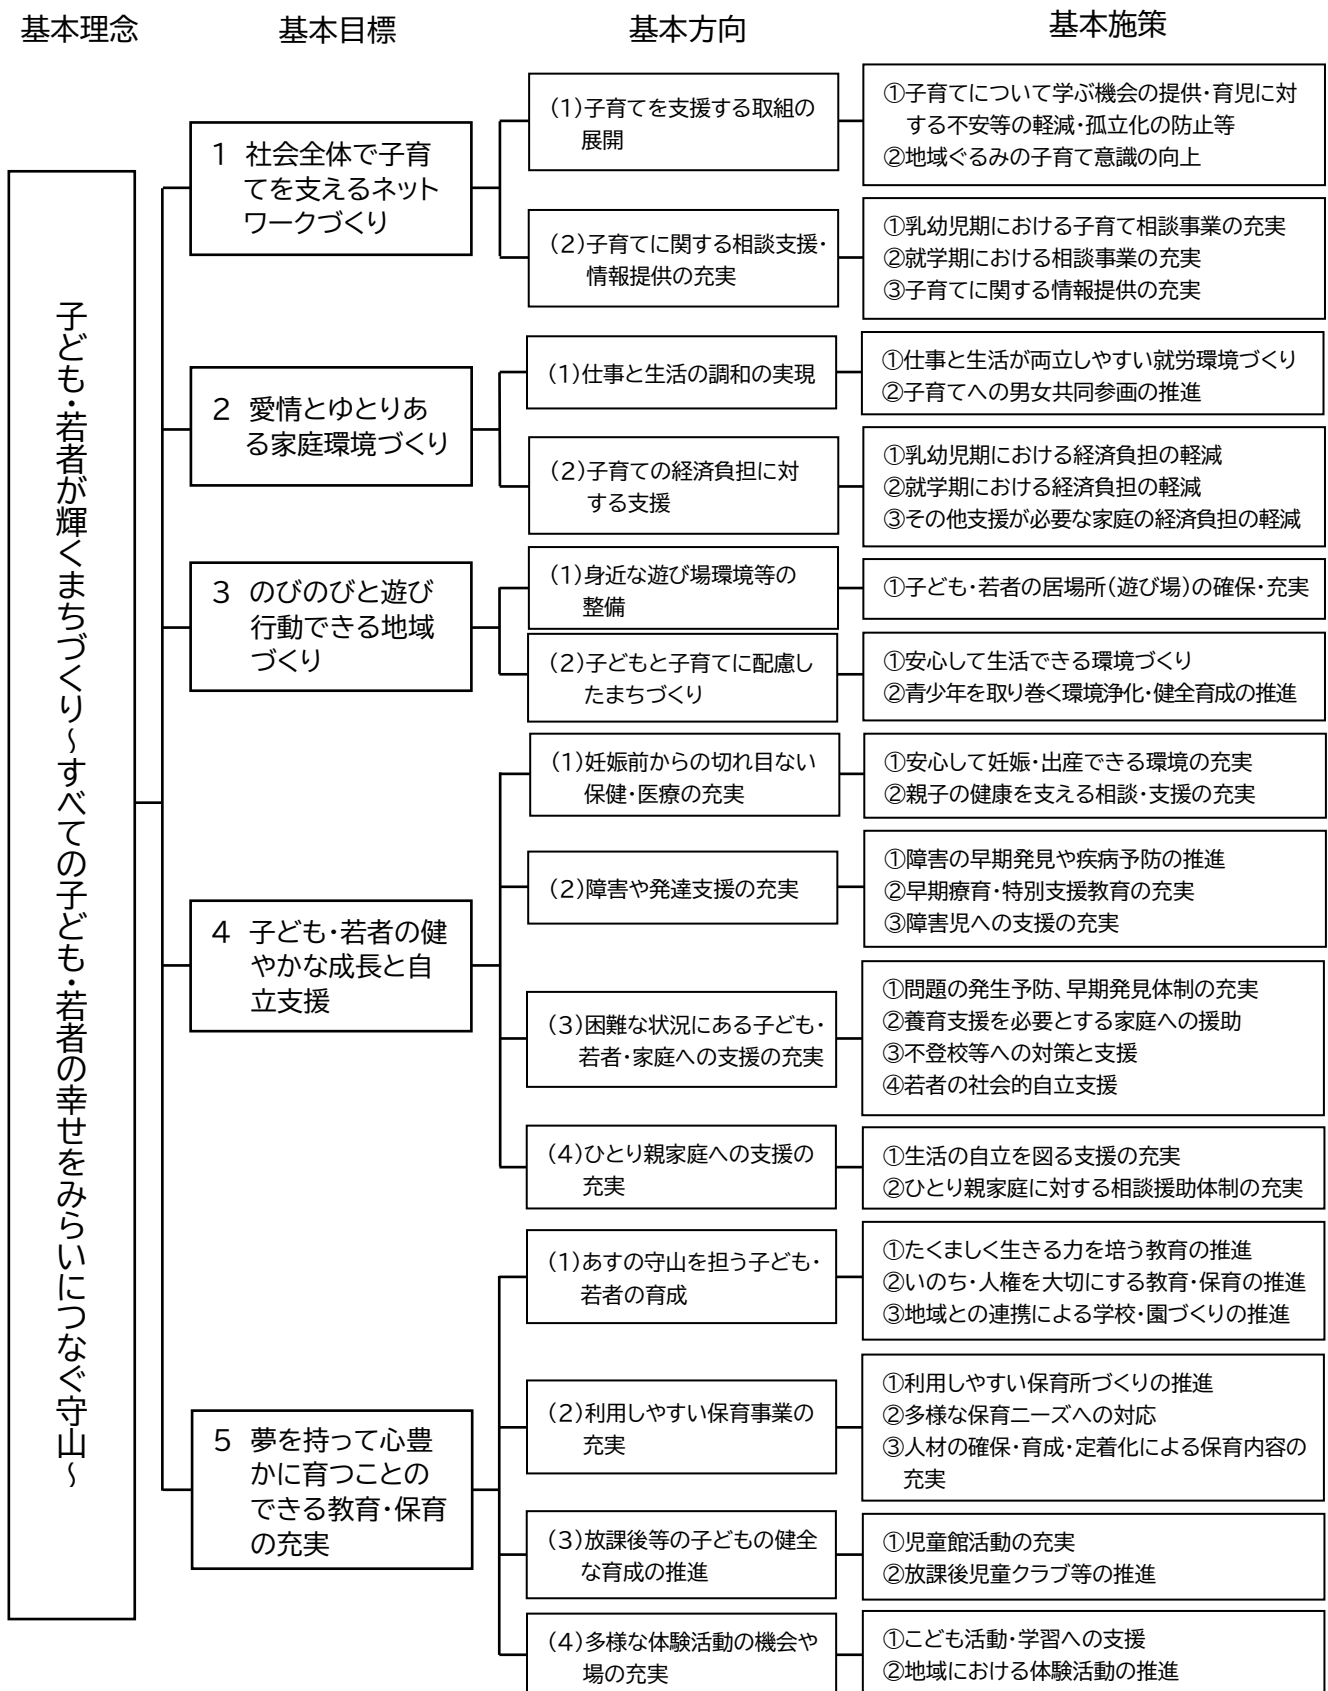 基本理念
基本目標
基本方向
基本施策
子ども・若者が輝くまちづくり～すべての子ども・若者の幸せをみらいにつなぐ守山～
1 社会全体で子育
てを支えるネット
ワークづくり
(1)子育てを支援する取組の
展開
①子育てについて学ぶ機会の提供・育児に対
する不安等の軽減・孤立化の防止等
②地域ぐるみの子育て意識の向上
(2)子育てに関する相談支援・
情報提供の充実
①乳幼児期における子育て相談事業の充実
②就学期における相談事業の充実
③子育てに関する情報提供の充実
2 愛情とゆとりあ
る家庭環境づくり
(1)仕事と生活の調和の実現
①仕事と生活が両立しやすい就労環境づくり
②子育てへの男女共同参画の推進
(2)子育ての経済負担に対
する支援
①乳幼児期における経済負担の軽減
②就学期における経済負担の軽減
③その他支援が必要な家庭の経済負担の軽減
3 のびのびと遊び
行動できる地域
づくり
(1)身近な遊び場環境等の
整備
①子ども・若者の居場所(遊び場)の確保・充実
(2)子どもと子育てに配慮し
たまちづくり
①安心して生活できる環境づくり
②青少年を取り巻く環境浄化・健全育成の推進
4 子ども・若者の健
やかな成長と自
立支援
(1)妊娠前からの切れ目ない
保健・医療の充実
①安心して妊娠・出産できる環境の充実
②親子の健康を支える相談・支援の充実
(2)障害や発達支援の充実
①障害の早期発見や疾病予防の推進
②早期療育・特別支援教育の充実
③障害児への支援の充実
(3)困難な状況にある子ども・
若者・家庭への支援の充実
①問題の発生予防、早期発見体制の充実
②養育支援を必要とする家庭への援助
③不登校等への対策と支援
④若者の社会的自立支援
(4)ひとり親家庭への支援の
充実
①生活の自立を図る支援の充実
②ひとり親家庭に対する相談援助体制の充実
5 夢を持って心豊
かに育つことの
できる教育・保育
の充実
(1)あすの守山を担う子ども・
若者の育成
①たくましく生きる力を培う教育の推進
②いのち・人権を大切にする教育・保育の推進
③地域との連携による学校・園づくりの推進
(2)利用しやすい保育事業の
充実
①利用しやすい保育所づくりの推進
②多様な保育ニーズへの対応
③人材の確保・育成・定着化による保育内容の
充実
(3)放課後等の子どもの健全
な育成の推進
①児童館活動の充実
②放課後児童クラブ等の推進
(4)多様な体験活動の機会や
場の充実
①こども活動・学習への支援
②地域における体験活動の推進